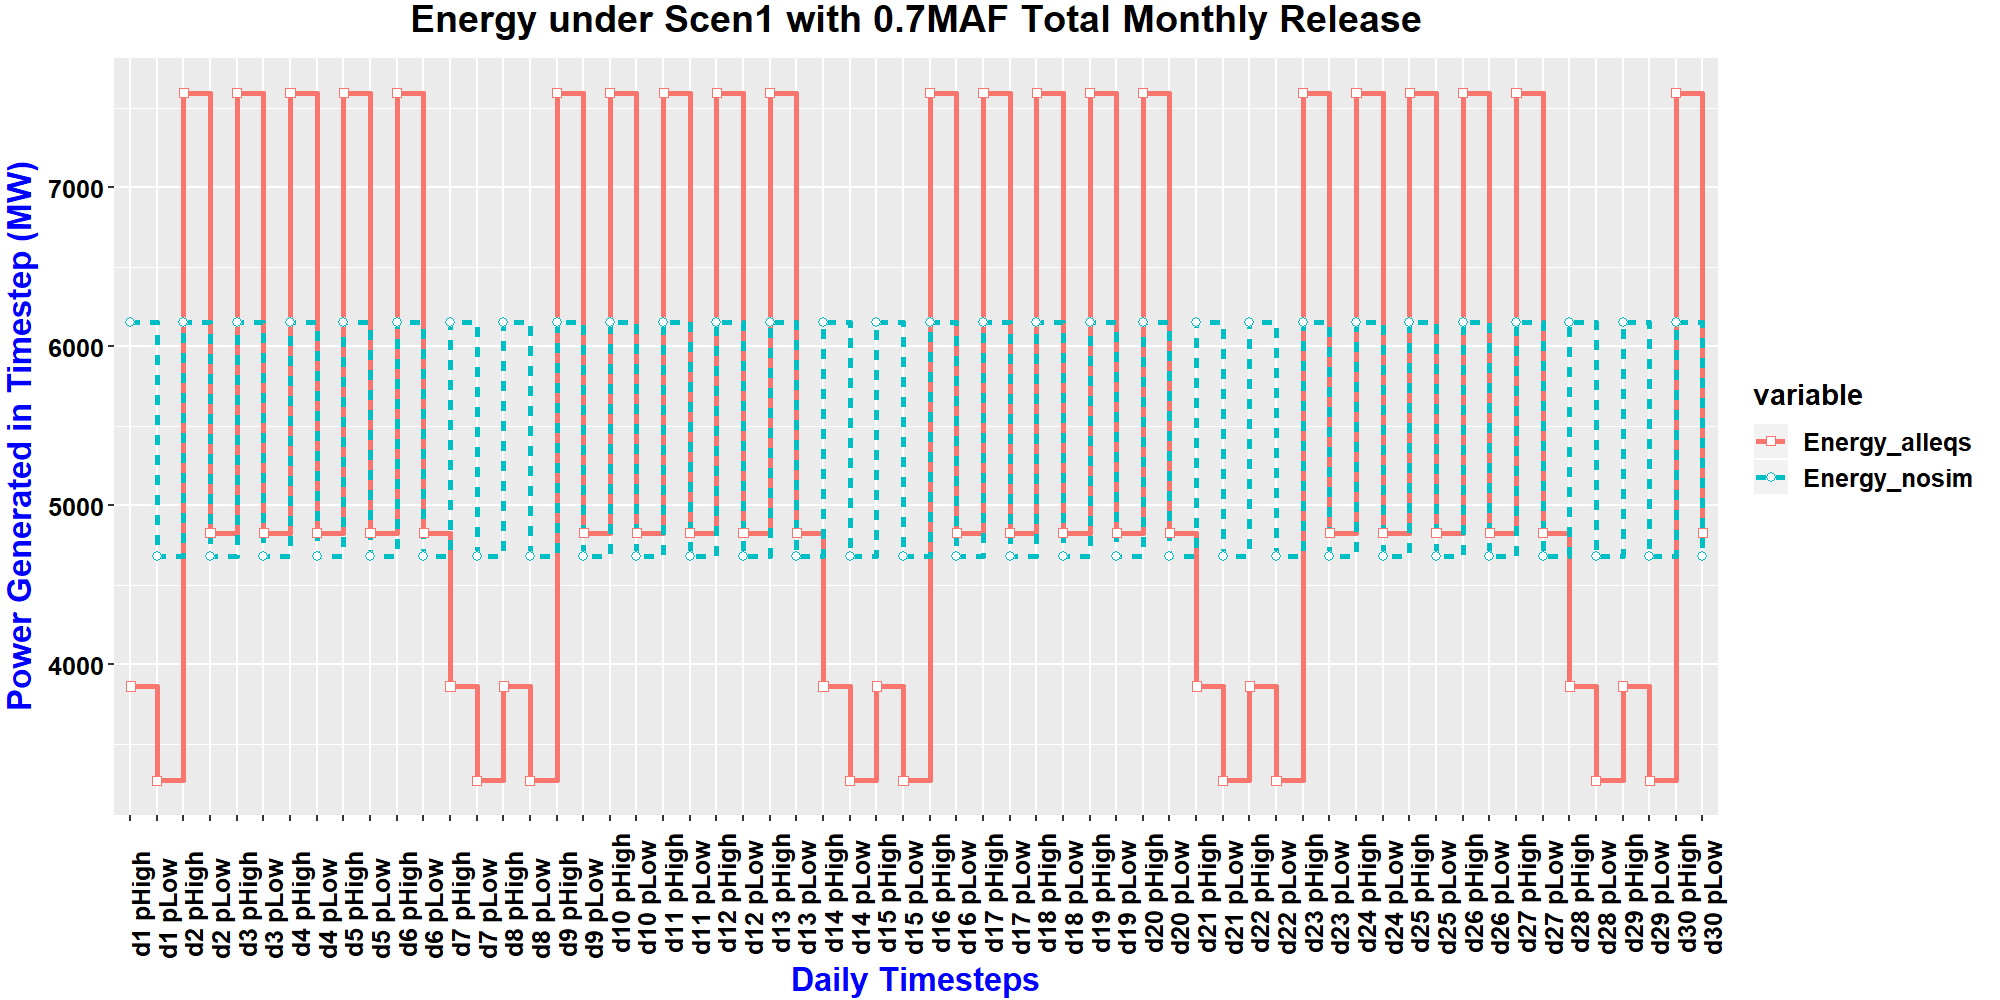 Energy under Scen1 with 0.7MAF Total Monthly Release
Power Generated in Timestep (MW)
7000
6000
5000
4000
d1 pHigh
d1 pLow
d2 pHigh
d2 pLow
d3 pHigh
d3 pLow
d4 pHigh
d4 pLow
d5 pHigh
d5 pLow
d6 pHigh
d6 pLow
d7 pHigh
d7 pLow
d8 pHigh
d8 pLow
d9 pHigh
d9 pLow
d10 pHigh
d10 pLow
d11 pHigh
d11 pLow
d12 pHigh
d12 pLow
d13 pHigh
d13 pLow
d14 pHigh
d14 pLow
d15 pHigh
d15 pLow
d16 pHigh
d16 pLow
d17 pHigh
d17 pLow
d18 pHigh
d18 pLow
d19 pHigh
d19 pLow
d20 pHigh
d20 pLow
d21 pHigh
d21 pLow
d22 pHigh
d22 pLow
d23 pHigh
d23 pLow
d24 pHigh
d24 pLow
d25 pHigh
d25 pLow
d26 pHigh
d26 pLow
d27 pHigh
d27 pLow
d28 pHigh
d28 pLow
d29 pHigh
d29 pLow
d30 pHigh
d30 pLow
Daily Timesteps
variable
Energy_alleqs
Energy_nosim